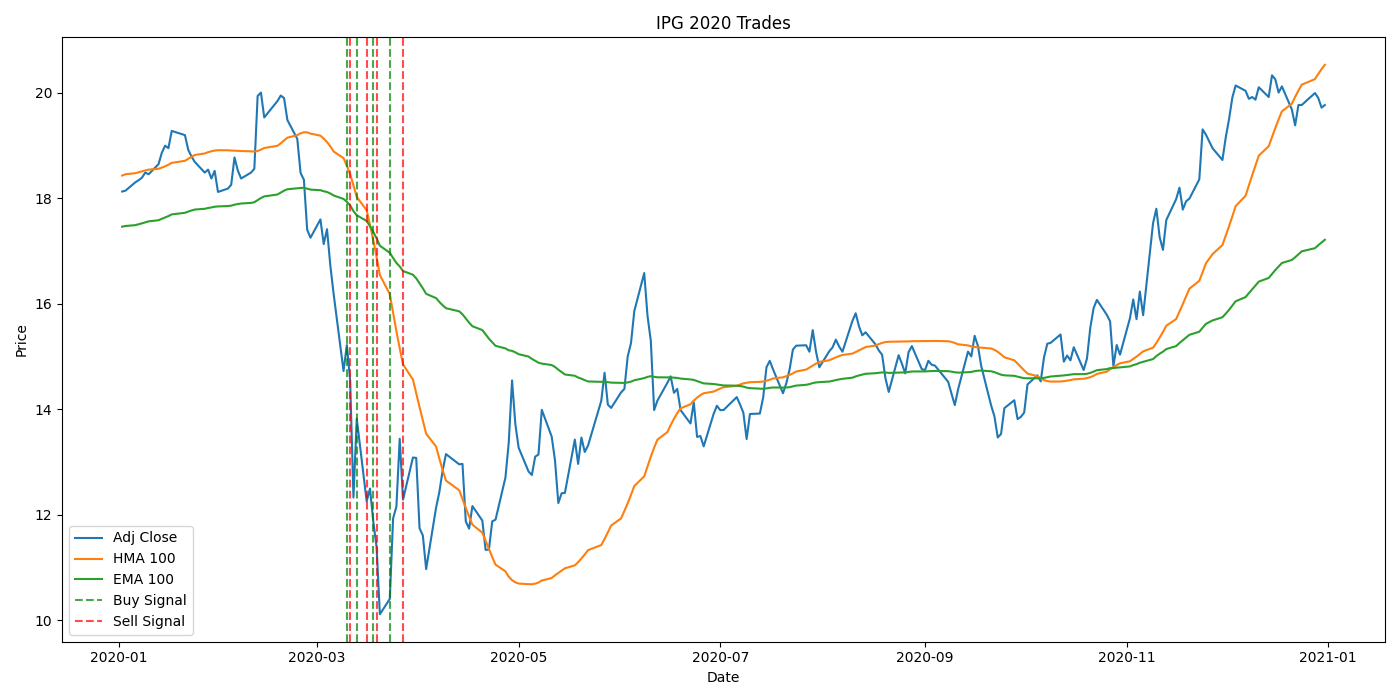 IPG 2020 Trades
Price
20
18
16
14
12
10
Adj Close
HMA 100
EMA 100
Buy Signal
Sell Signal
2020-01
2020-03
2020-05
2020-07
2020-09
2020-11
2021-01
Date